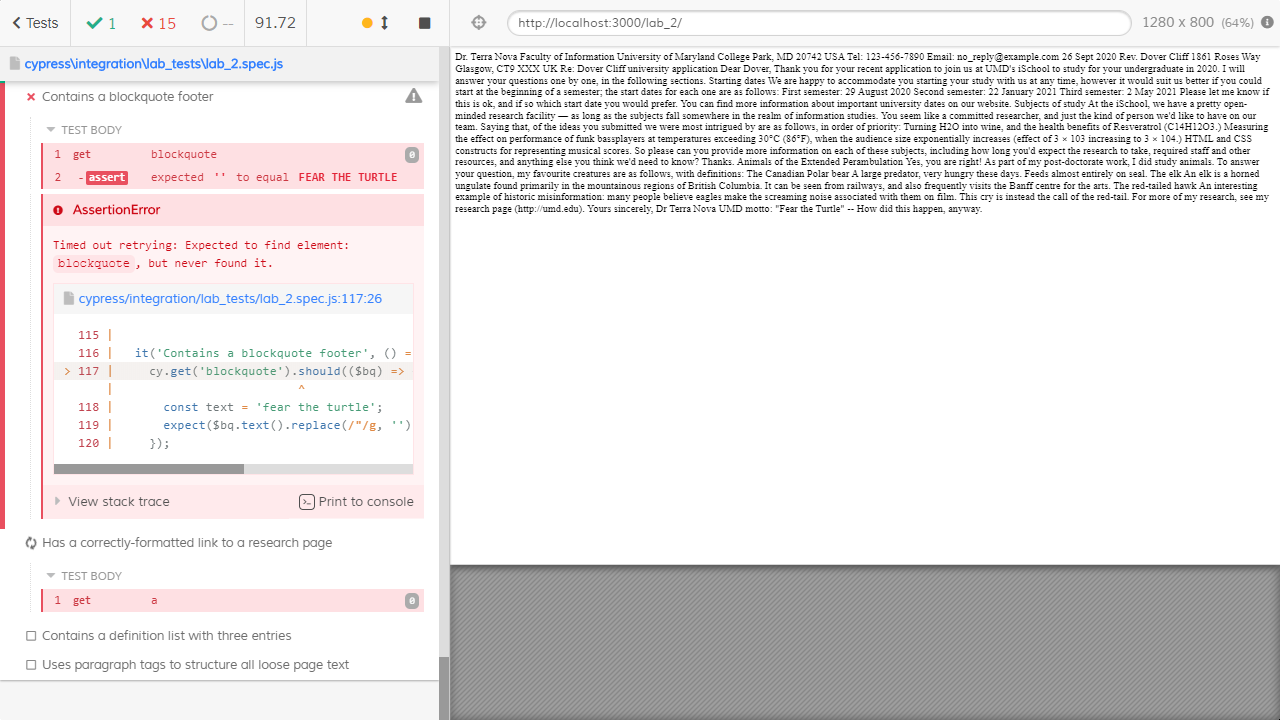 Tests
1
15
--
91.72
http://localhost:3000/lab_2/
1280 x 800 (64%)
cypress\integration\lab_tests\lab_2.spec.js
Contains a blockquote footer
TEST BODY
1 get blockquote 0
2 -assert expected '' to equal FEAR THE TURTLE
AssertionError
Timed out retrying: Expected to find element:
blockquote, but never found it.
cypress/integration/lab_tests/lab_2.spec.js:117:26
115 |
116 | it('Contains a blockquote footer', () =
> 117 | cy.get('blockquote').should(($bq) =>
| ^
118 | const text = 'fear the turtle';
119 | expect($bq.text().replace(/"/g, '')
120 | });
View stack trace
Print to console
Has a correctly-formatted link to a research page
TEST BODY
1 get a 0
Contains a definition list with three entries
Uses paragraph tags to structure all loose page text
Dr. Terra Nova Faculty of Information University of Maryland College Park, MD 20742 USA Tel: 123-456-7890 Email: no_reply@example.com 26 Sept 2020 Rev. Dover Cliff 1861 Roses Way
Glasgow, CT9 XXX UK Re: Dover Cliff university application Dear Dover, Thank you for your recent application to join us at UMD's iSchool to study for your undergraduate in 2020. I will
answer your questions one by one, in the following sections. Starting dates We are happy to accommodate you starting your study with us at any time, however it would suit us better if you could
start at the beginning of a semester; the start dates for each one are as follows: First semester: 29 August 2020 Second semester: 22 January 2021 Third semester: 2 May 2021 Please let me know if
this is ok, and if so which start date you would prefer. You can find more information about important university dates on our website. Subjects of study At the iSchool, we have a pretty open-
minded research facility — as long as the subjects fall somewhere in the realm of information studies. You seem like a committed researcher, and just the kind of person we'd like to have on our
team. Saying that, of the ideas you submitted we were most intrigued by are as follows, in order of priority: Turning H2O into wine, and the health benefits of Resveratrol (C14H12O3.) Measuring
the effect on performance of funk bassplayers at temperatures exceeding 30°C (86°F), when the audience size exponentially increases (effect of 3 × 103 increasing to 3 × 104.) HTML and CSS
constructs for representing musical scores. So please can you provide more information on each of these subjects, including how long you'd expect the research to take, required staff and other
resources, and anything else you think we'd need to know? Thanks. Animals of the Extended Perambulation Yes, you are right! As part of my post-doctorate work, I did study animals. To answer
your question, my favourite creatures are as follows, with definitions: The Canadian Polar bear A large predator, very hungry these days. Feeds almost entirely on seal. The elk An elk is a horned
ungulate found primarily in the mountainous regions of British Columbia. It can be seen from railways, and also frequently visits the Banff centre for the arts. The red-tailed hawk An interesting
example of historic misinformation: many people believe eagles make the screaming noise associated with them on film. This cry is instead the call of the red-tail. For more of my research, see my
research page (http://umd.edu). Yours sincerely, Dr Terra Nova UMD motto: "Fear the Turtle" -- How did this happen, anyway.